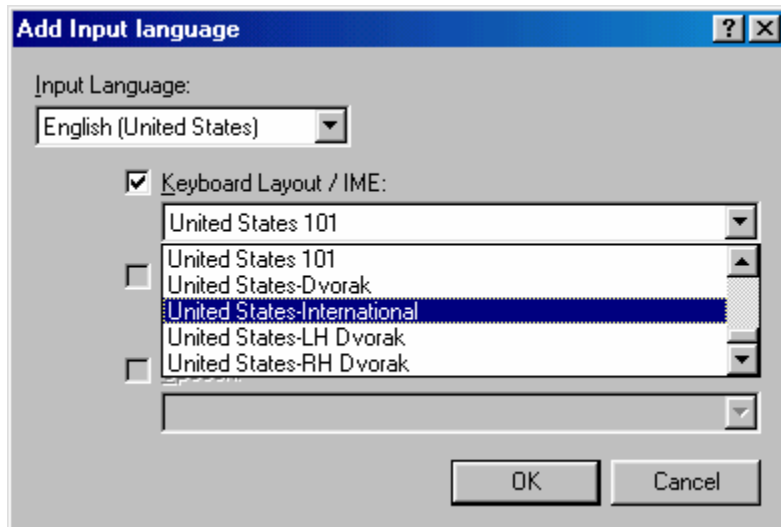 Add Input language
Input Language:
English (United States)
Keyboard Layout / IME:
United States 101
United States 101
United States-Dvorak
United States-International
United States-LH Dvorak
United States-RH Dvorak
OK Cancel